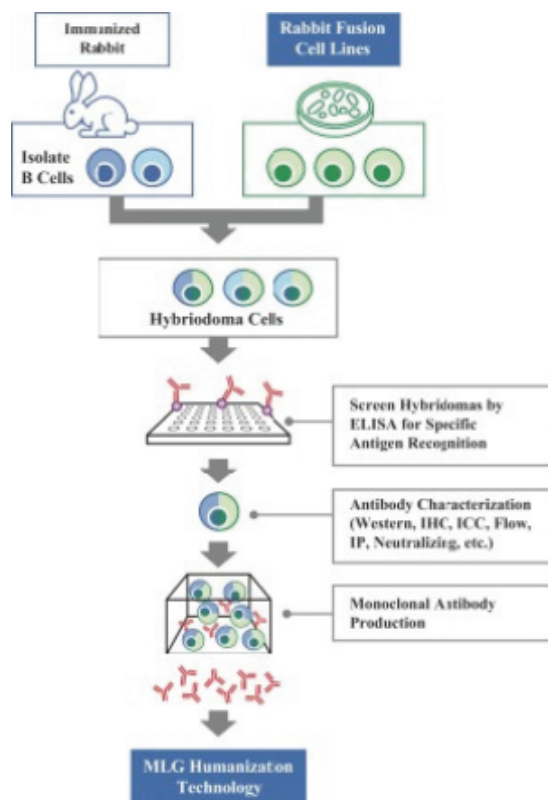 Immunized
Rabbit
Rabbit Fusion
Cell Lines
Isolate
B Cells
Hybriodoma Cells
Screen Hybridomas by
ELISA for Specific
Antigen Recognition
Antibody Characterization
(Western, IHC, ICC, Flow,
IP, Neutralizing, etc.)
Monoclonal Antibody
Production
MLG Humanization
Technology